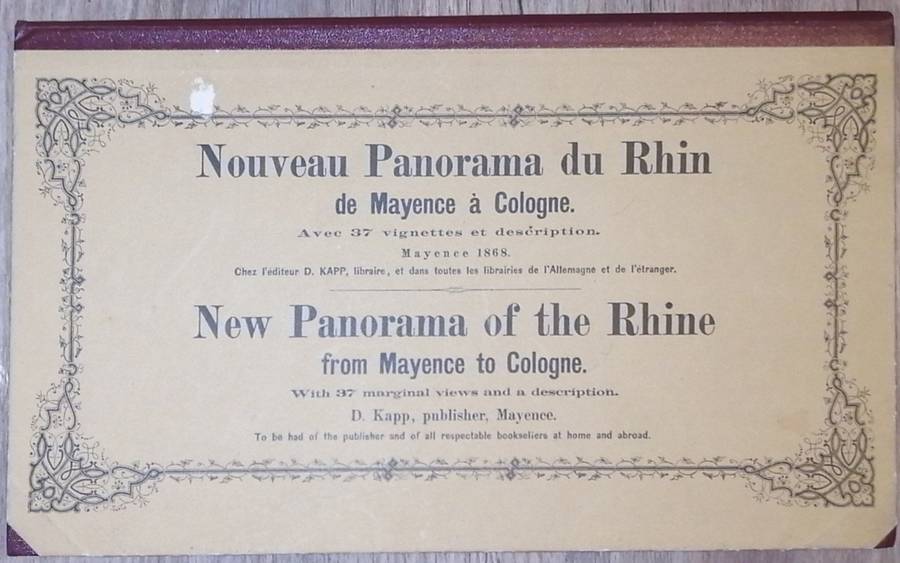 Nouveau Panorama du Rhin
de Mayence à Cologne.
Avec 37 vignettes et description.
Mayence 1868.
Chez l'éditeur D. KAPP, libraire, et dans toutes les librairies de l'Allemagne et de l'étranger.
New Panorama of the Rhine
from Mayence to Cologne.
With 37 marginal views and a description.
D. Kapp, publisher, Mayence.
To be had of the publisher and of all respectable booksellers at home and abroad.